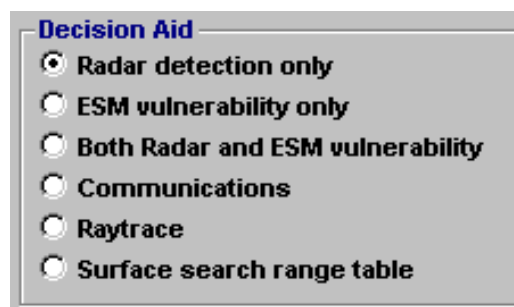 Decision Aid
Radar detection only
ESM vulnerability only
Both Radar and ESM vulnerability
Communications
Raytrace
Surface search range table